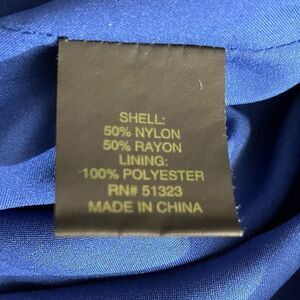 SHELL:
50% NYLON
50% RAYON
LINING:
100% POLYESTER
RN# 51323
MADE IN CHINA